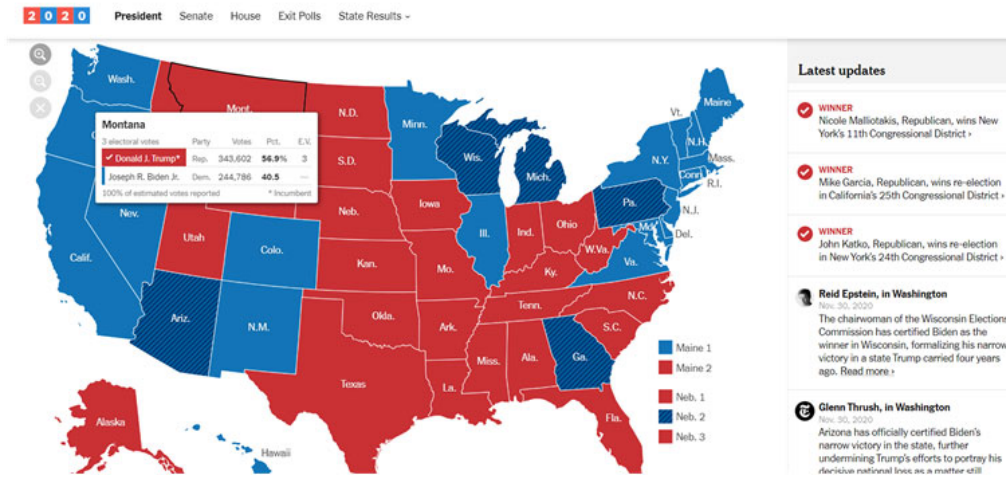 2020 President Senate House Exit Polls State Results
Wash.
Mont.
N.D.
Minn.
Vt.
Maine
Montana
3 electoral votes Party Votes Pct. E.V.
✓ Donald J. Trump* Rep. 343,602 56.9% 3
Joseph R. Biden Jr. Dem. 244,786 40.5 —
100% of estimated votes reported * Incumbent
S.D.
Wis.
Mich.
N.Y.
N.H.
Mass.
Conn.
R.I.
Nev.
Neb.
Iowa
Pa.
N.J.
Utah
Colo.
Ill.
Ind.
Ohio
Md.
Del.
Calif.
Kan.
Mo.
W.Va.
Va.
Ky.
Ariz.
N.M.
Okla.
Ark.
Tenn.
N.C.
S.C.
Texas
Miss.
Ala.
Ga.
La.
Fla.
Alaska
Hawaii
Maine 1
Maine 2
Neb. 1
Neb. 2
Neb. 3
Latest updates
WINNER
Nicole Malliotakis, Republican, wins New
York's 11th Congressional District ›
WINNER
Mike Garcia, Republican, wins re-election
in California's 25th Congressional District ›
WINNER
John Katko, Republican, wins re-election
in New York's 24th Congressional District ›
Reid Epstein, in Washington
Nov. 30, 2020
The chairwoman of the Wisconsin Elections
Commission has certified Biden as the
winner in Wisconsin, formalizing his narrow
victory in a state Trump carried four years
ago. Read more ›
Glenn Thrush, in Washington
Nov. 30, 2020
Arizona has officially certified Biden's
narrow victory in the state, further
undermining Trump's efforts to portray his
decisive national loss as a matter still